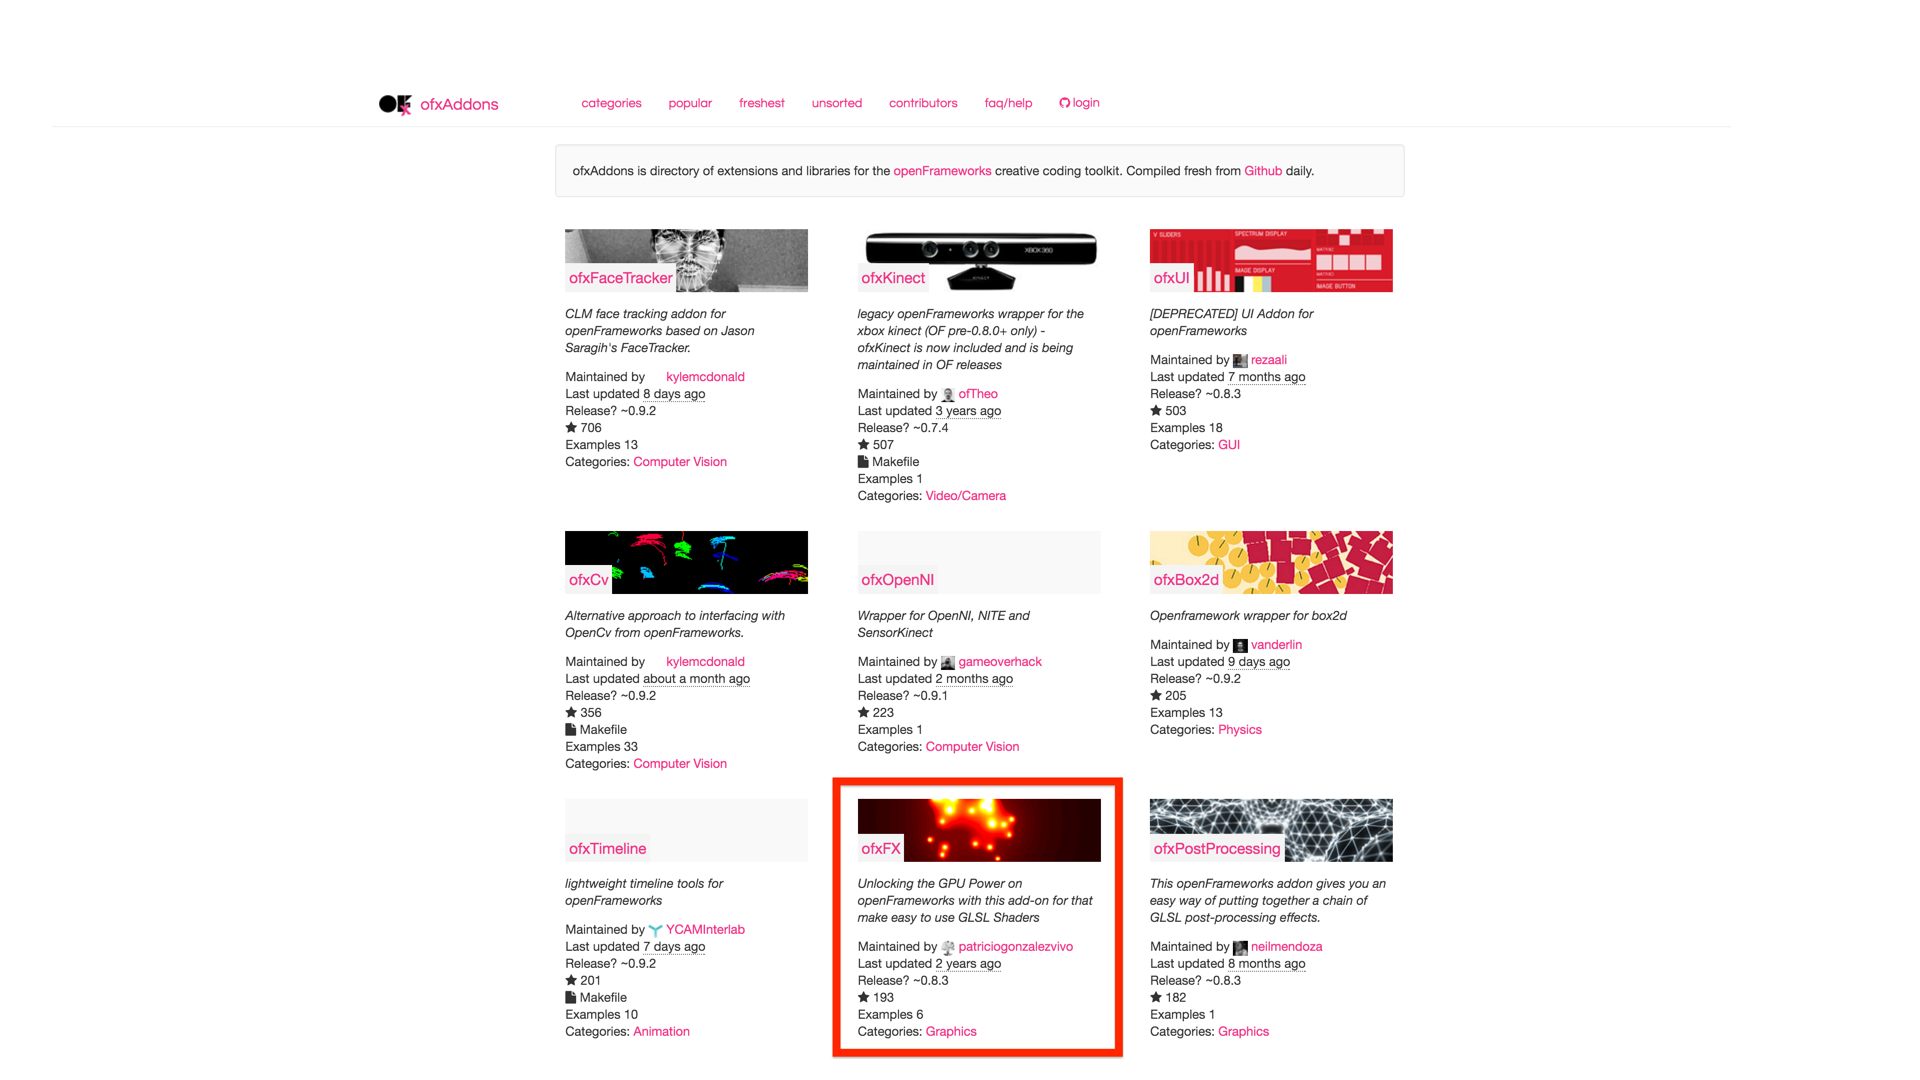 ofxAddons
categories popular freshest unsorted contributors faq/help login
ofxAddons is directory of extensions and libraries for the openFrameworks creative coding toolkit. Compiled fresh from Github daily.
ofxFaceTracker
CLM face tracking addon for
openFrameworks based on Jason
Saragih's FaceTracker.
Maintained by kylemcdonald
Last updated 8 days ago
Release? ~0.9.2
706
Examples 13
Categories: Computer Vision
XBOX360
ofxKinect
legacy openFrameworks wrapper for the
xbox kinect (OF pre-0.8.0+ only) -
ofxKinect is now included and is being
maintained in OF releases
Maintained by ofTheo
Last updated 3 years ago
Release? ~0.7.4
507
Makefile
Examples 1
Categories: Video/Camera
V SLIDERS
SPECTRUM DISPLAY
IMAGE DISPLAY
IMAGE BUTTON
ofxUI
[DEPRECATED] UI Addon for
openFrameworks
Maintained by rezaali
Last updated 7 months ago
Release? ~0.8.3
503
Examples 18
Categories: GUI
ofxCv
Alternative approach to interfacing with
OpenCv from openFrameworks.
Maintained by kylemcdonald
Last updated about a month ago
Release? ~0.9.2
356
Makefile
Examples 33
Categories: Computer Vision
ofxOpenNI
Wrapper for OpenNI, NITE and
SensorKinect
Maintained by gameoverhack
Last updated 2 months ago
Release? ~0.9.1
223
Examples 1
Categories: Computer Vision
ofxBox2d
Openframework wrapper for box2d
Maintained by vanderlin
Last updated 9 days ago
Release? ~0.9.2
205
Examples 13
Categories: Physics
ofxTimeline
lightweight timeline tools for
openFrameworks
Maintained by YCAMInterlab
Last updated 7 days ago
Release? ~0.9.2
201
Makefile
Examples 10
Categories: Animation
ofxFX
Unlocking the GPU Power on
openFrameworks with this add-on for that
make easy to use GLSL Shaders
Maintained by patriciogonzalezvivo
Last updated 2 years ago
Release? ~0.8.3
193
Examples 6
Categories: Graphics
ofxPostProcessing
This openFrameworks addon gives you an
easy way of putting together a chain of
GLSL post-processing effects.
Maintained by neilmendoza
Last updated 8 months ago
Release? ~0.8.3
182
Examples 1
Categories: Graphics